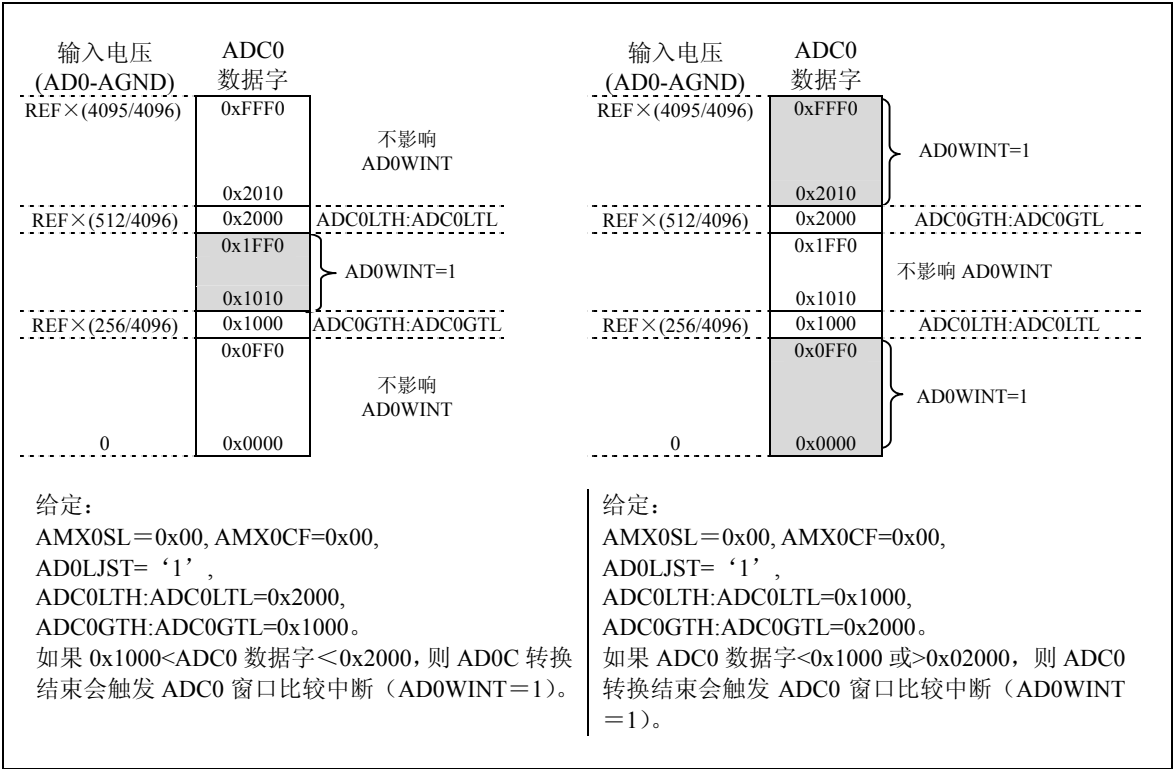 输入电压 ADC0
(AD0-AGND) 数据字
REF×(4095/4096) 0xFFF0
不影响
AD0WINT
0x2010
REF×(512/4096) 0x2000 ADC0LTH:ADC0LTL
0x1FF0
AD0WINT=1
0x1010
REF×(256/4096) 0x1000 ADC0GTH:ADC0GTL
0x0FF0
不影响
AD0WINT
0 0x0000
给定：
AMX0SL＝0x00, AMX0CF=0x00,
AD0LJST=‘1’,
ADC0LTH:ADC0LTL=0x2000,
ADC0GTH:ADC0GTL=0x1000。
如果 0x1000<ADC0 数据字＜0x2000，则 AD0C 转换
结束会触发 ADC0 窗口比较中断（AD0WINT＝1）。
输入电压 ADC0
(AD0-AGND) 数据字
REF×(4095/4096) 0xFFF0
AD0WINT=1
0x2010
REF×(512/4096) 0x2000 ADC0GTH:ADC0GTL
0x1FF0
不影响 AD0WINT
0x1010
REF×(256/4096) 0x1000 ADC0LTH:ADC0LTL
0x0FF0
AD0WINT=1
0 0x0000
给定：
AMX0SL＝0x00, AMX0CF=0x00,
AD0LJST=‘1’,
ADC0LTH:ADC0LTL=0x1000,
ADC0GTH:ADC0GTL=0x2000。
如果 ADC0 数据字<0x1000 或>0x02000，则 ADC0
转换结束会触发 ADC0 窗口比较中断（AD0WINT
＝1）。